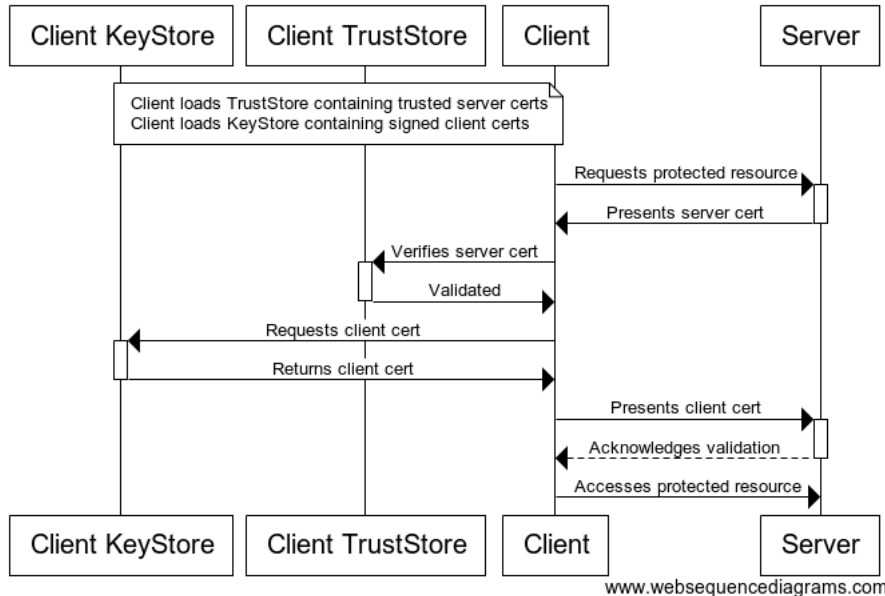 Client KeyStore
Client TrustStore
Client
Server
Client loads TrustStore containing trusted server certs
Client loads KeyStore containing signed client certs
Requests protected resource
Presents server cert
Verifies server cert
Validated
Requests client cert
Returns client cert
Presents client cert
Acknowledges validation
Accesses protected resource
Client KeyStore
Client TrustStore
Client
Server
www.websequencediagrams.com